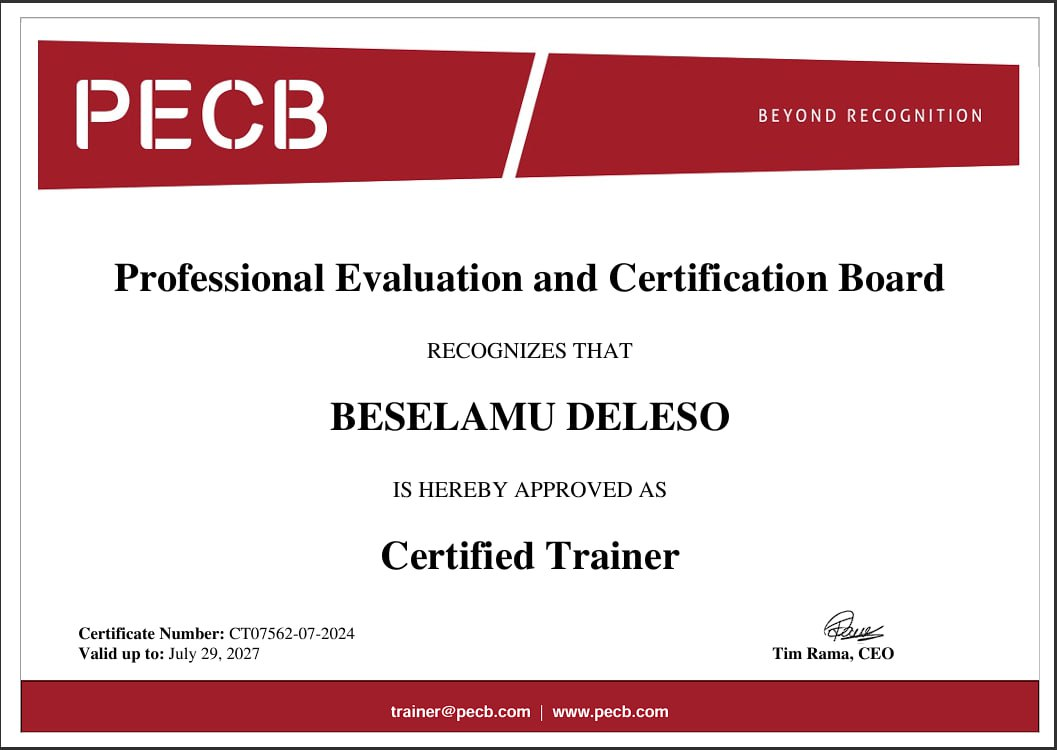 PECB
BEYOND RECOGNITION
Professional Evaluation and Certification Board
RECOGNIZES THAT
BESELAMU DELESO
IS HEREBY APPROVED AS
Certified Trainer
Certificate Number: CT07562-07-2024
Valid up to: July 29, 2027
Tim Rama, CEO
trainer@pecb.com | www.pecb.com